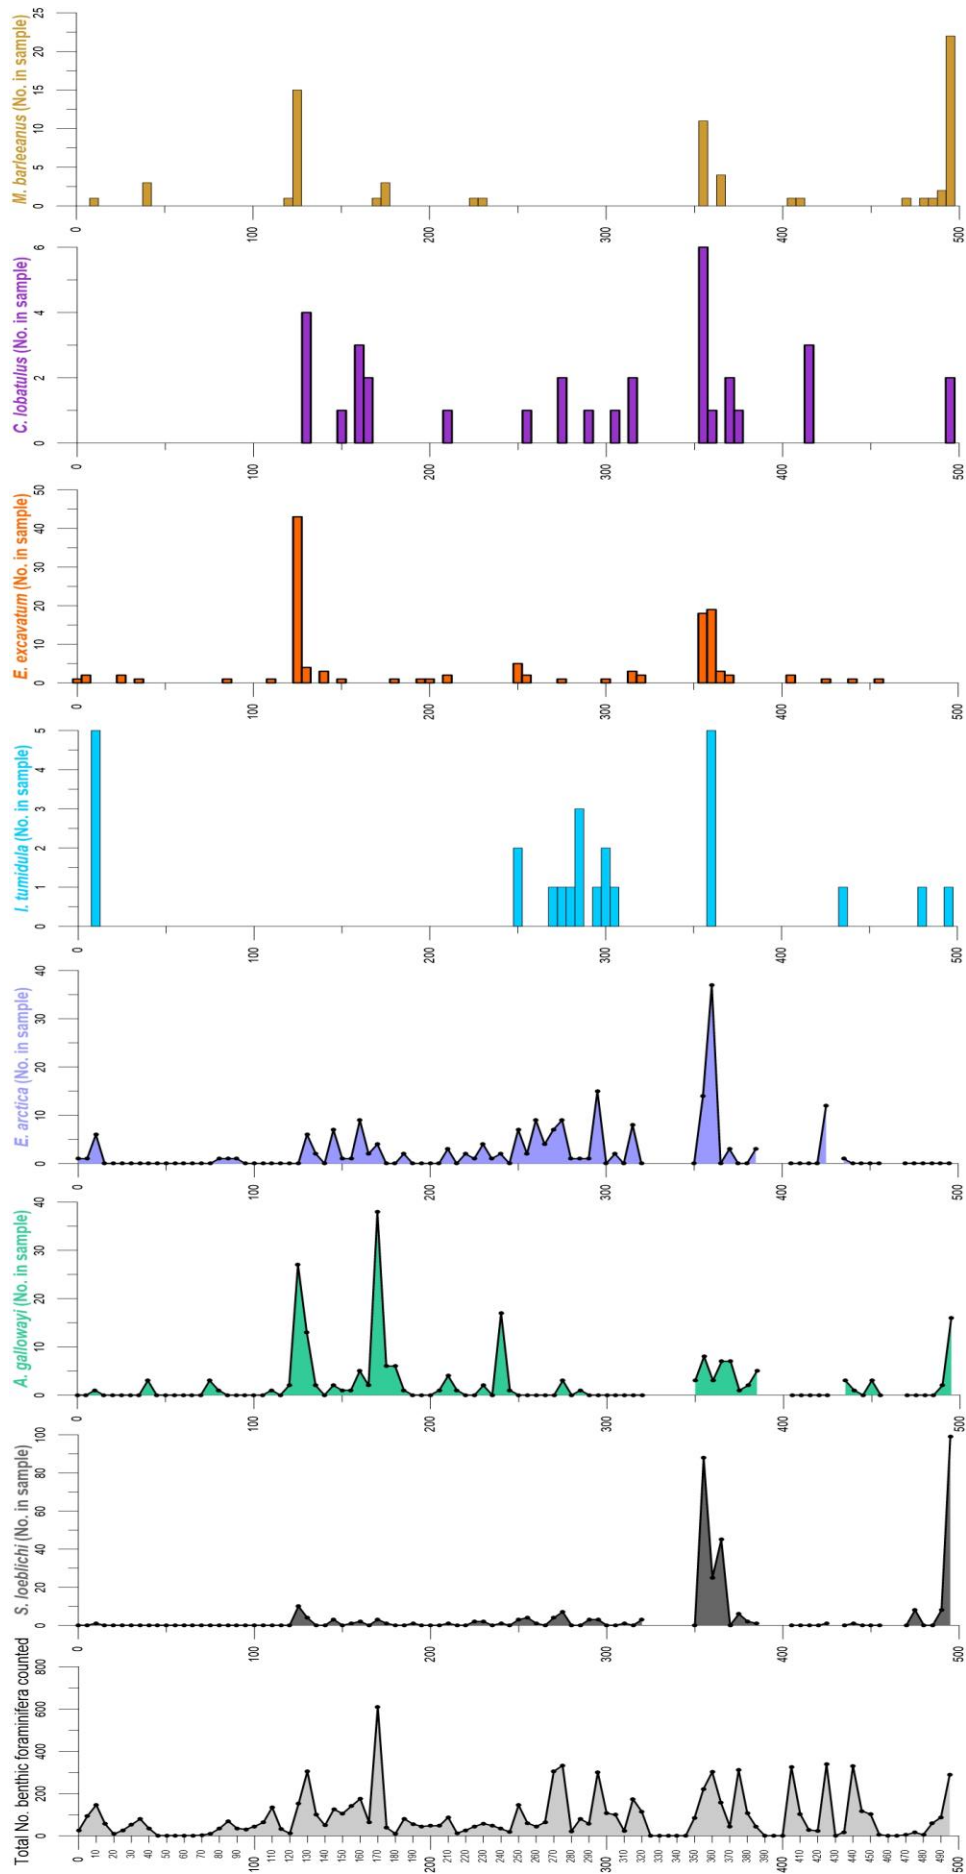 M. barleeanus (No. in sample)
0 5 10 15 20 25
0 100 200 300 400 500
C. lobatulus (No. in sample)
0 2 4 6
0 100 200 300 400 500
E. excavatum (No. in sample)
0 10 20 30 40 50
0 100 200 300 400 500
I. tumidula (No. in sample)
0 1 2 3 4 5
0 100 200 300 400 500
E. arctica (No. in sample)
0 10 20 30 40
0 100 200 300 400 500
A. gallowayi (No. in sample)
0 10 20 30 40
0 100 200 300 400 500
S. loeblichi (No. in sample)
0 20 40 60 80 100
0 100 200 300 400 500
Total No. benthic foraminifera counted
0 200 400 600 800
0 10 20 30 40 50 60 70 80 90 100 110 120 130 140 150 160 170 180 190 200 210 220 230 240 250 260 270 280 290 300 310 320 330 340 350 360 370 380 390 400 410 420 430 440 450 460 470 480 490 500